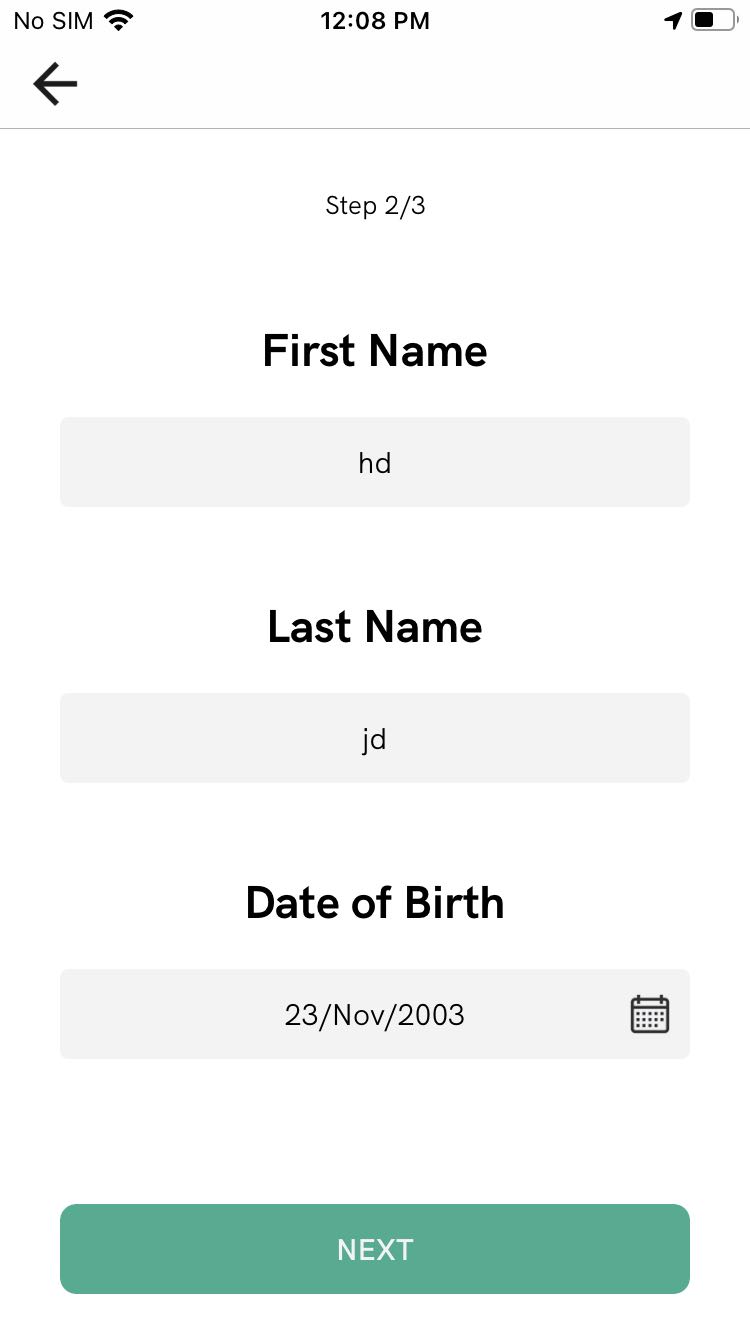 No SIM 12:08 PM
Step 2/3
First Name
hd
Last Name
jd
Date of Birth
23/Nov/2003
NEXT